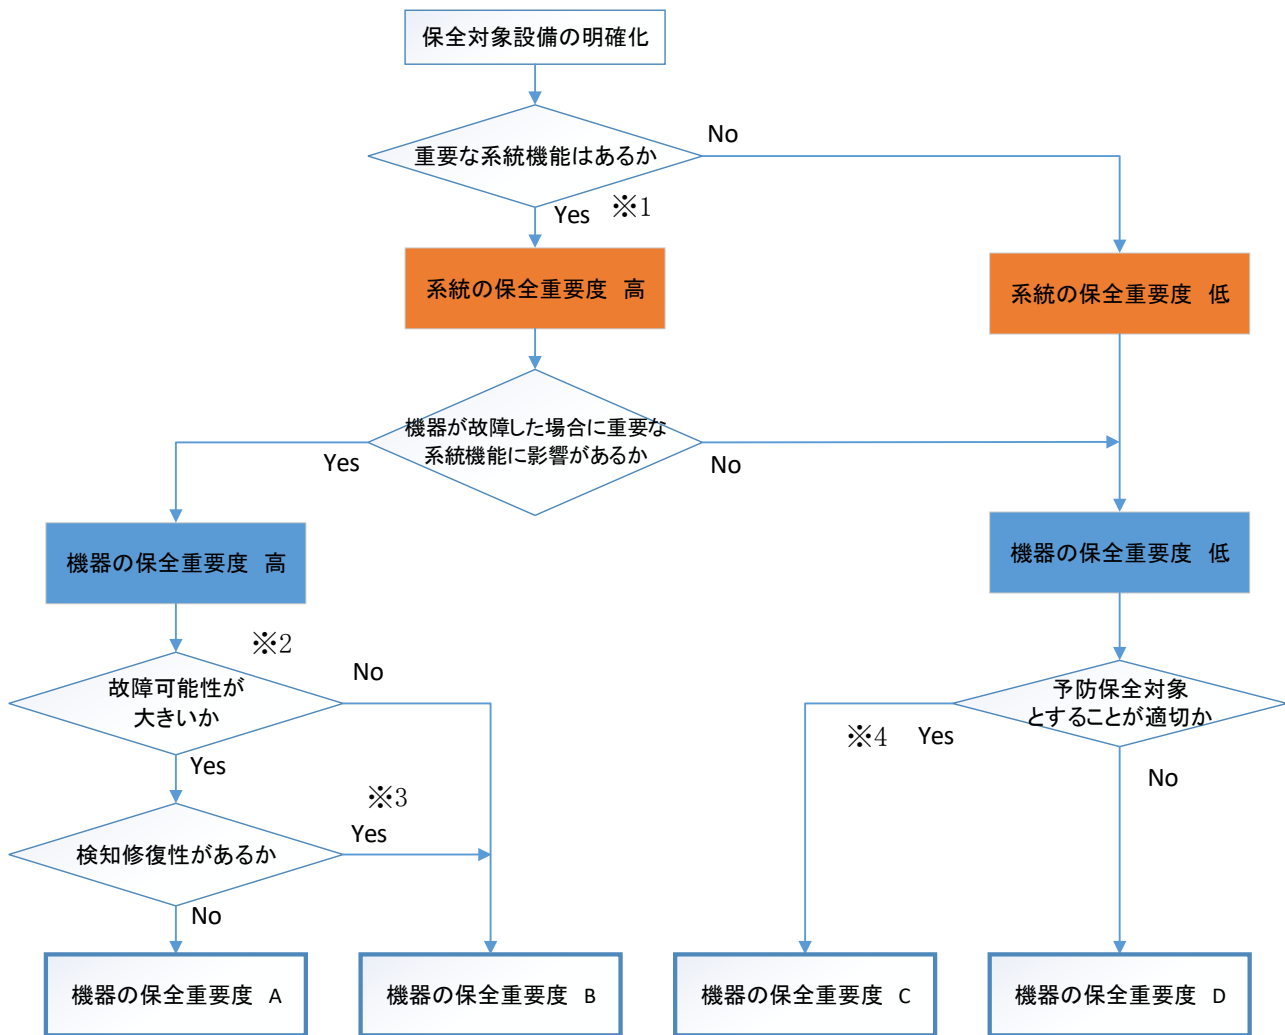 保全対象設備の明確化
重要な系統機能はあるか
No
Yes ※1
系統の保全重要度 高
系統の保全重要度 低
機器が故障した場合に重要な
系統機能に影響があるか
Yes
No
機器の保全重要度 高
機器の保全重要度 低
※2
故障可能性が
大きいか
No
Yes
予防保全対象
とすることが適切か
※4 Yes
No
※3
検知修復性があるか
Yes
No
機器の保全重要度 A
機器の保全重要度 B
機器の保全重要度 C
機器の保全重要度 D